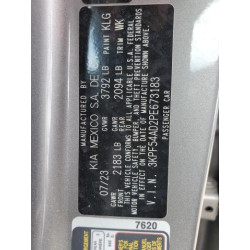 MANUFACTURED BY
KIA MEXICO S.A. DE
07/23 3792 LB PAINT KLG
GAWR GAWR TRIM WK
FRONT 2183 LB REAR 2094 LB
THIS VEHICLE CONFORMS TO ALL APPLICABLE U.S.A. FEDERAL
MOTOR VEHICLE SAFETY, BUMPER, AND THEFT PREVENTION
STANDARDS IN EFFECT ON THE DATE OF MANUFACTURE SHOWN ABOVE.
V.I.N : 3KPF54AD2PE673183
PASSENGER CAR
7620